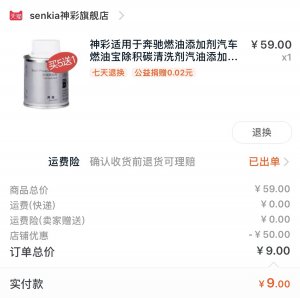 天猫 senkia神彩旗舰店 >
买5送1
神彩适用于奔驰燃油添加剂汽车 ¥59.00
燃油宝除积碳清洗剂汽油添加... x1
七天退换 公益捐赠0.02元
退换
运费险 确认收货前退货可理赔 已出单 >
商品总价 ¥59.00
运费(快递) ¥0.00
运费险(卖家赠送) ¥0.00
店铺优惠 -¥50.00
订单总价 ¥9.00
实付款 ¥9.00